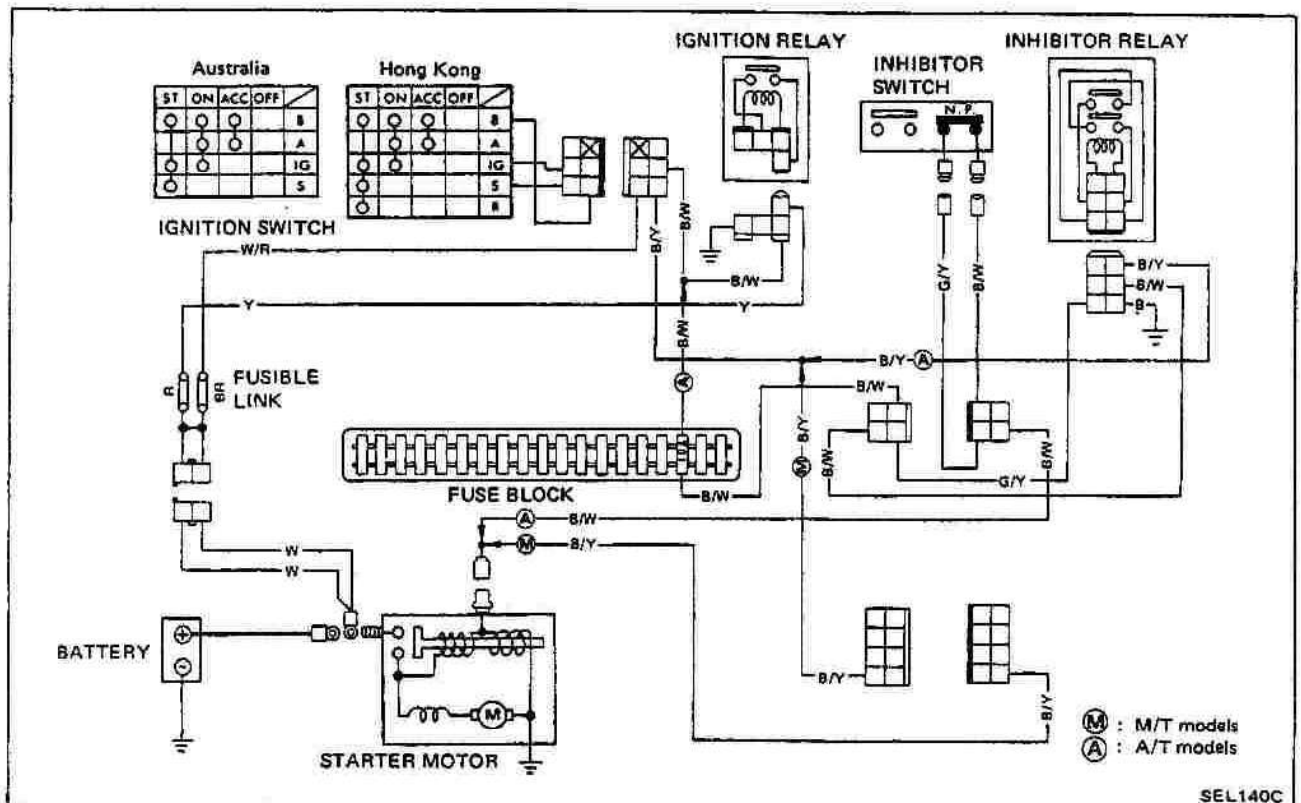 IGNITION RELAY
INHIBITOR SWITCH
INHIBITOR RELAY
Australia
ST ON ACC OFF
B
A
IG
S
Hong Kong
ST ON ACC OFF
B
A
IG
S
R
IGNITION SWITCH
N.P.
W/R
B/Y
B/W
B/W
G/Y
B/W
B/Y
B/W
B
Y
Y
B/W
B/Y
A
R
BR
FUSIBLE
LINK
A
B/W
B/Y
M
B/W
B/W
G/Y
FUSE BLOCK
B/W
A
B/W
M
B/Y
W
W
BATTERY
+
-
M
STARTER MOTOR
B/Y
B/Y
M : M/T models
A : A/T models
SEL140C